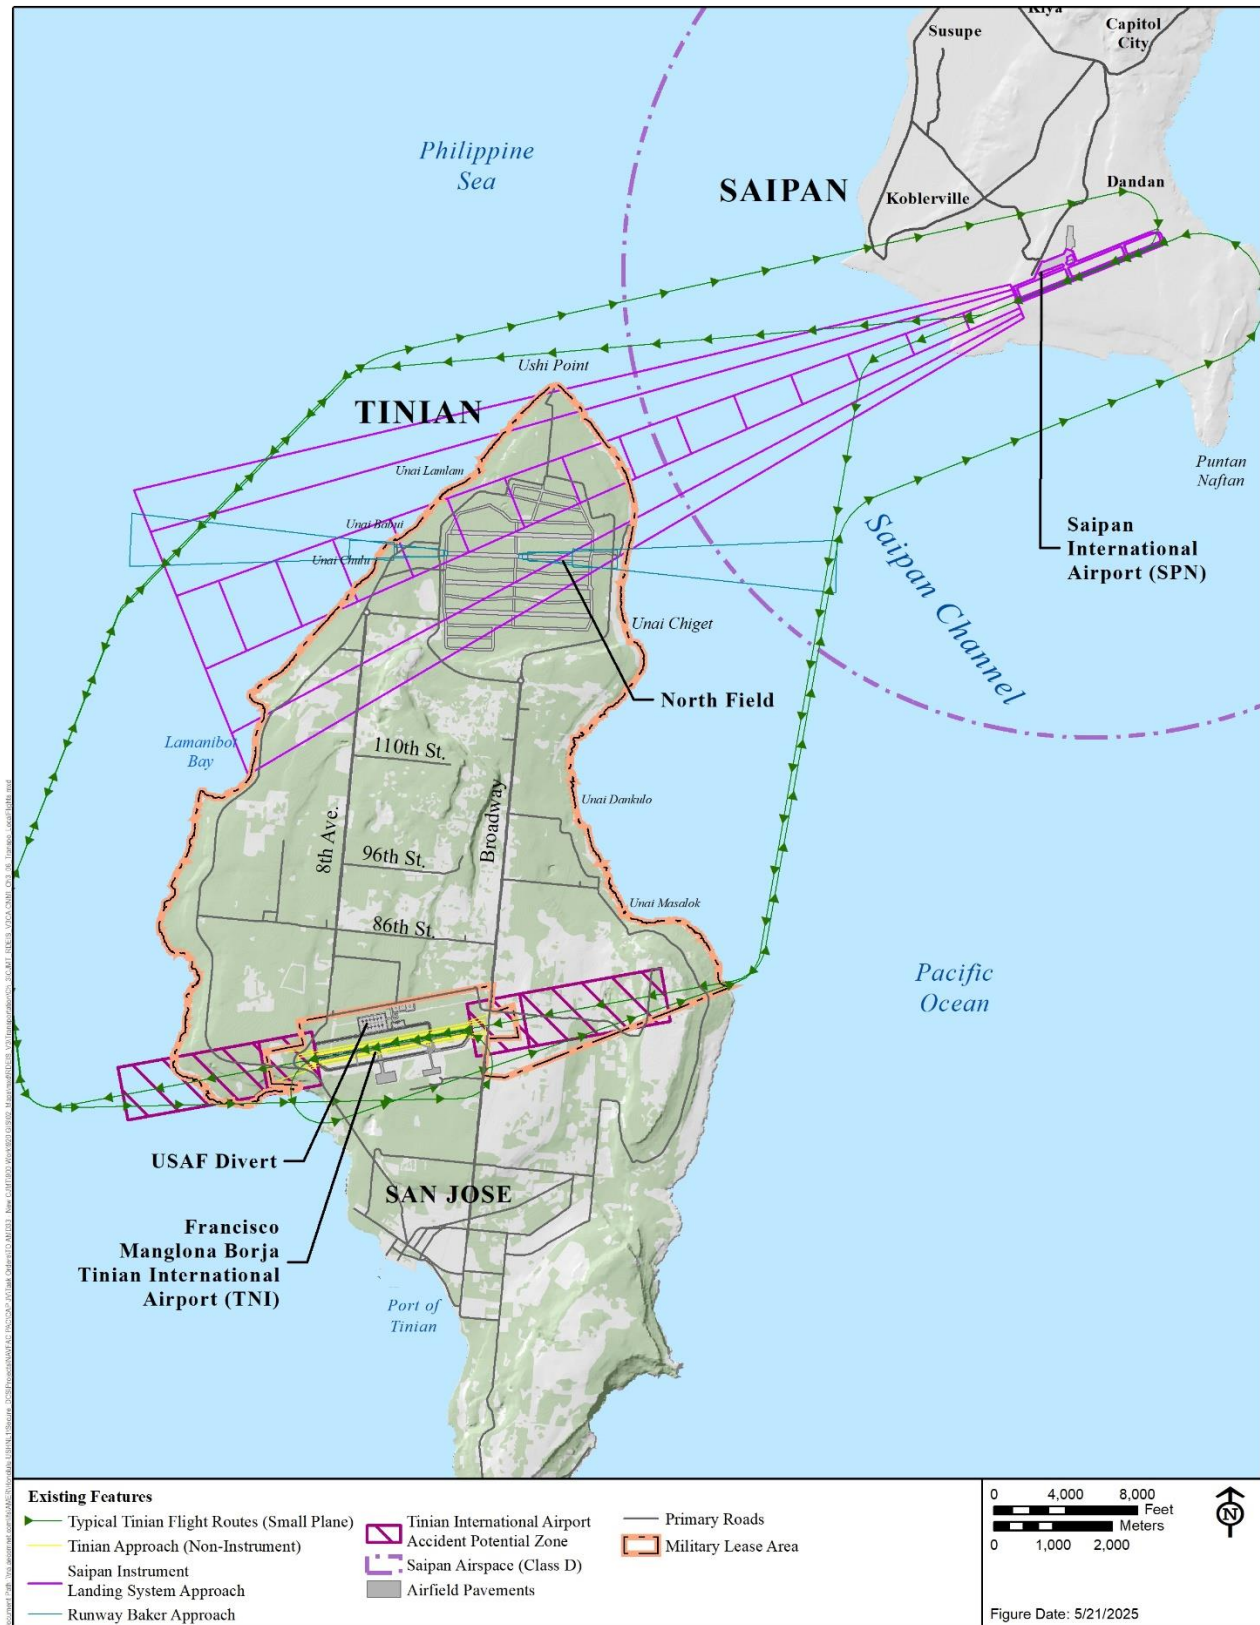 Kiya
Susupe
Capitol
City
Philippine
Sea
SAIPAN
Dandan
Koblerville
Ushi Point
TINIAN
Unai Lamlam
Puntan
Naftan
Unai Babui
Unai Chulu
Saipan Channel
Saipan
International
Airport (SPN)
Unai Chiget
North Field
Lamanibot
Bay
110th St.
8th Ave.
Broadway
Unai Dankulo
96th St.
86th St.
Unai Masalok
Pacific
Ocean
USAF Divert
SAN JOSE
Francisco
Manglona Borja
Tinian International
Airport (TNI)
Port of
Tinian
Existing Features
Typical Tinian Flight Routes (Small Plane)
Tinian Approach (Non-Instrument)
Saipan Instrument
Landing System Approach
Runway Baker Approach
Tinian International Airport
Accident Potential Zone
Saipan Airspace (Class D)
Airfield Pavements
Primary Roads
Military Lease Area
0 4,000 8,000
Feet
Meters
0 1,000 2,000
N
Figure Date: 5/21/2025